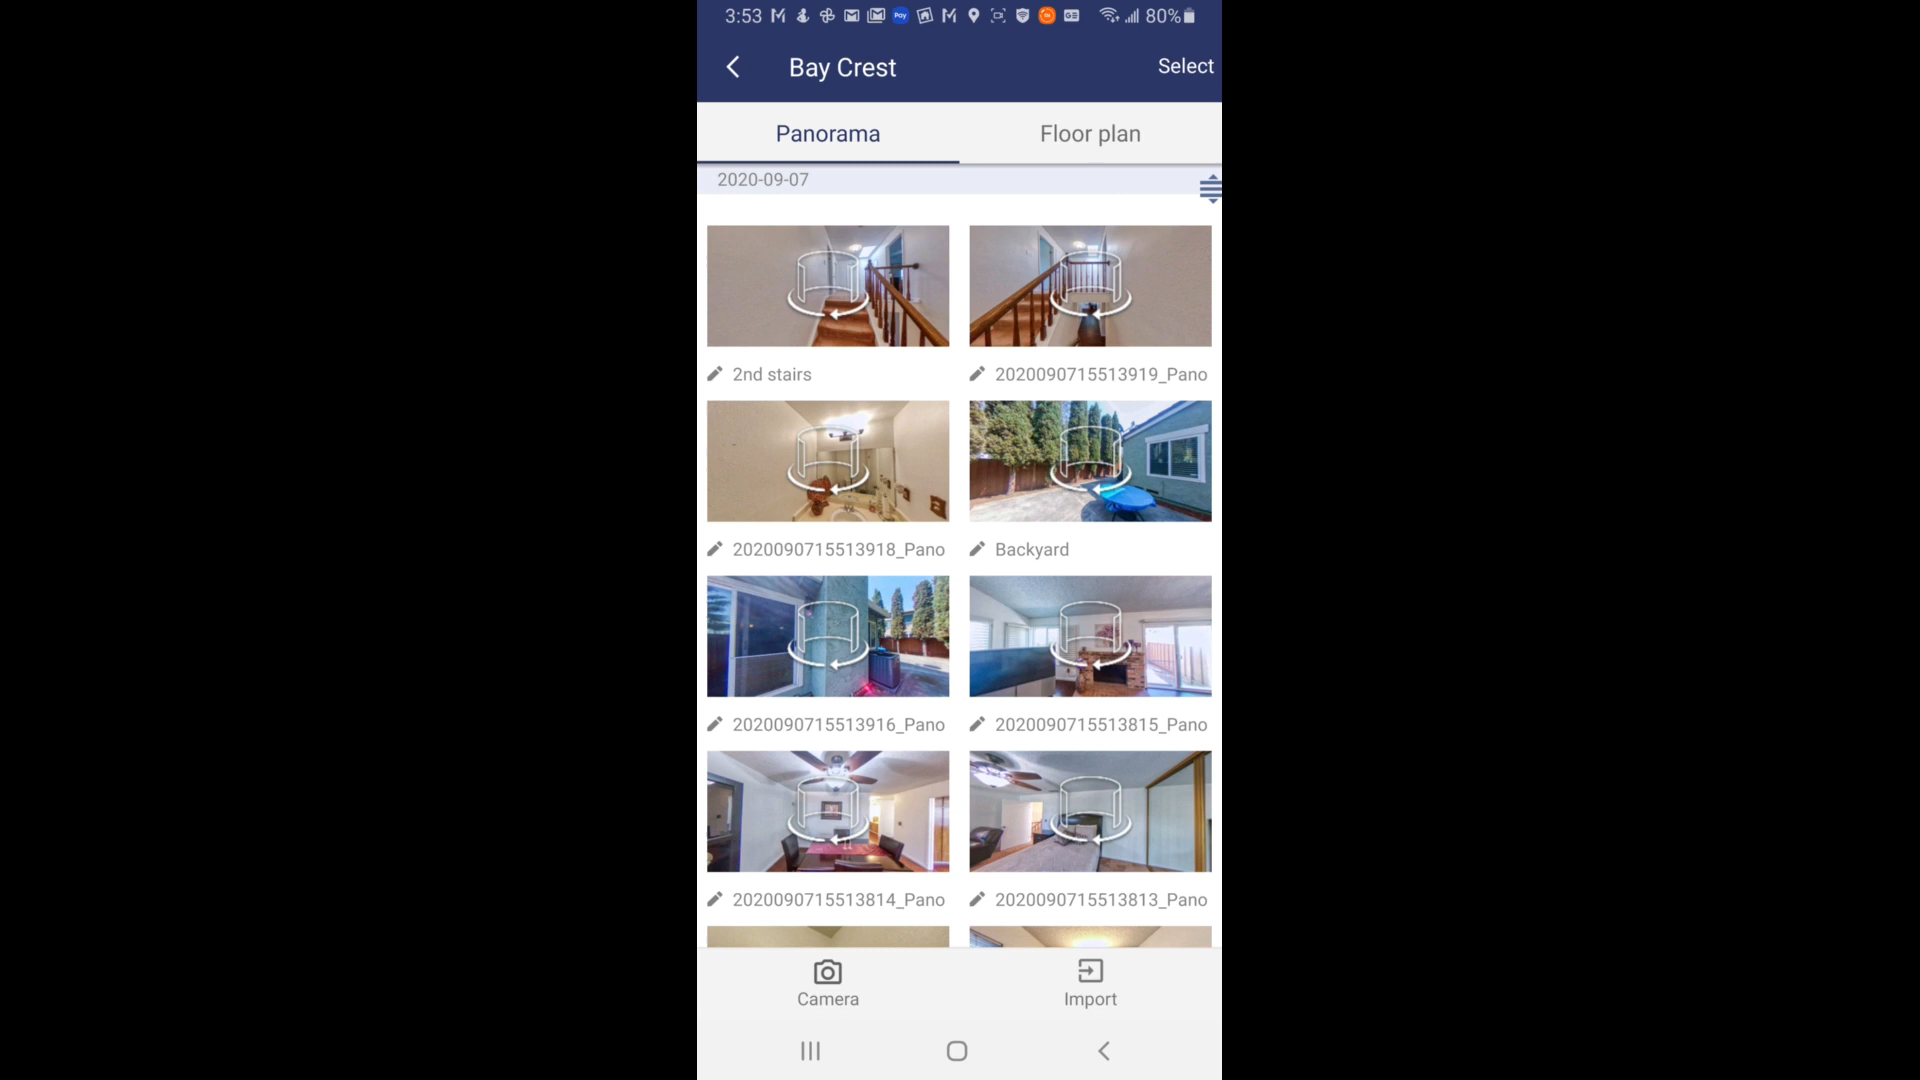 3:53 80%
Bay Crest Select
Panorama Floor plan
2020-09-07
2nd stairs 2020090715513919_Pano
2020090715513918_Pano Backyard
2020090715513916_Pano 2020090715513815_Pano
2020090715513814_Pano 2020090715513813_Pano
Camera Import